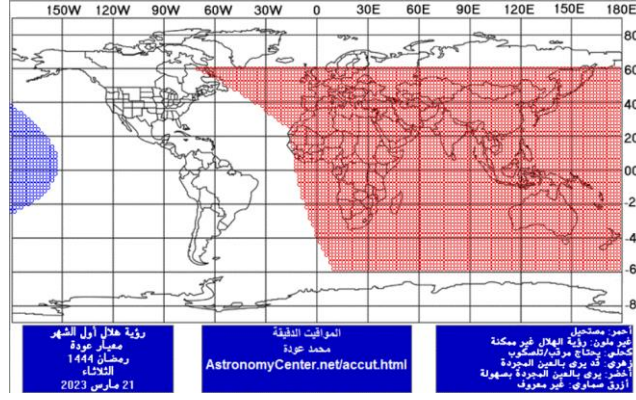 150W 120W 90W 60W 30W 0 30E 60E 90E 120E 150E 180E
80
60
40
20
00
-2
-4
-6
-8
رؤية هلال أول الشهر
معيار عودة
رمضان 1444
الثلاثاء
21 مارس 2023
المواقيت الدقيقة
محمد عودة
AstronomyCenter.net/accut.html
أحمر: مستحيل
غير ملون: رؤية الهلال غير ممكنة
كحلي: يحتاج مرقب/تلسكوب
زهري: قد يرى بالعين المجردة
أخضر: يرى بالعين المجردة بسهولة
أزرق سماوي: غير معروف